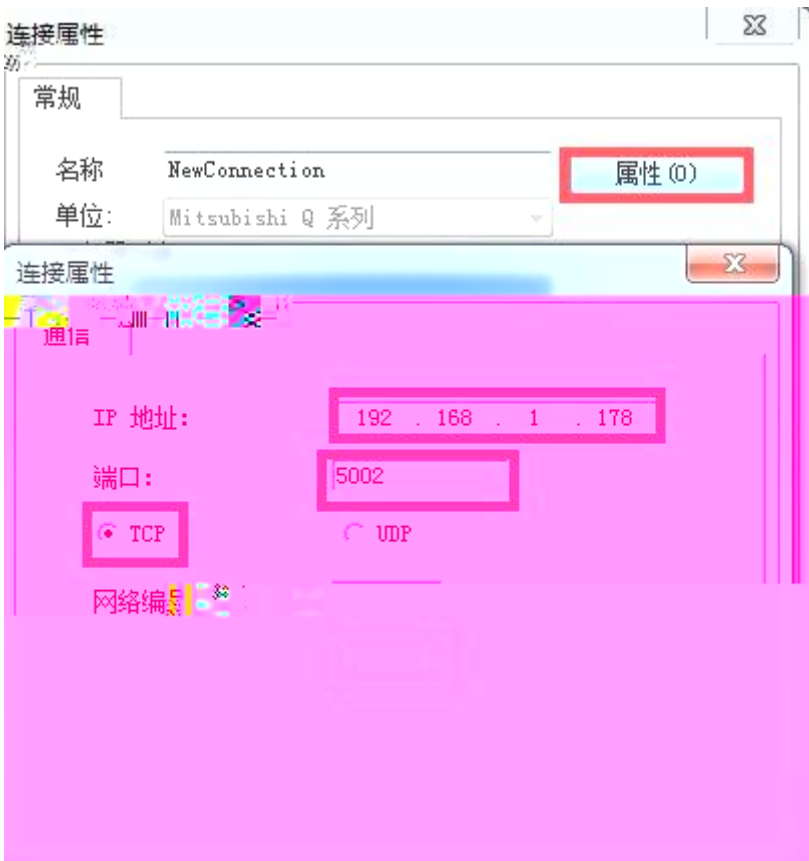 连接属性
常规
名称 NewConnection 属性(O)
单位: Mitsubishi Q 系列
连接属性
通信
IP 地址: 192 . 168 . 1 . 178
端口: 5002
TCP UDP
网络编